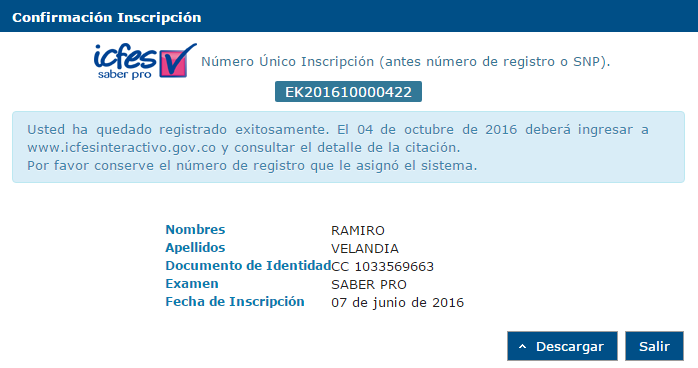 Confirmación Inscripción
icfes
saber pro
Número Único Inscripción (antes número de registro o SNP).
EK201610000422
Usted ha quedado registrado exitosamente. El 04 de octubre de 2016 deberá ingresar a
www.icfesinteractivo.gov.co y consultar el detalle de la citación.
Por favor conserve el número de registro que le asignó el sistema.
Nombres RAMIRO
Apellidos VELANDIA
Documento de Identidad CC 1033569663
Examen SABER PRO
Fecha de Inscripción 07 de junio de 2016
Descargar Salir